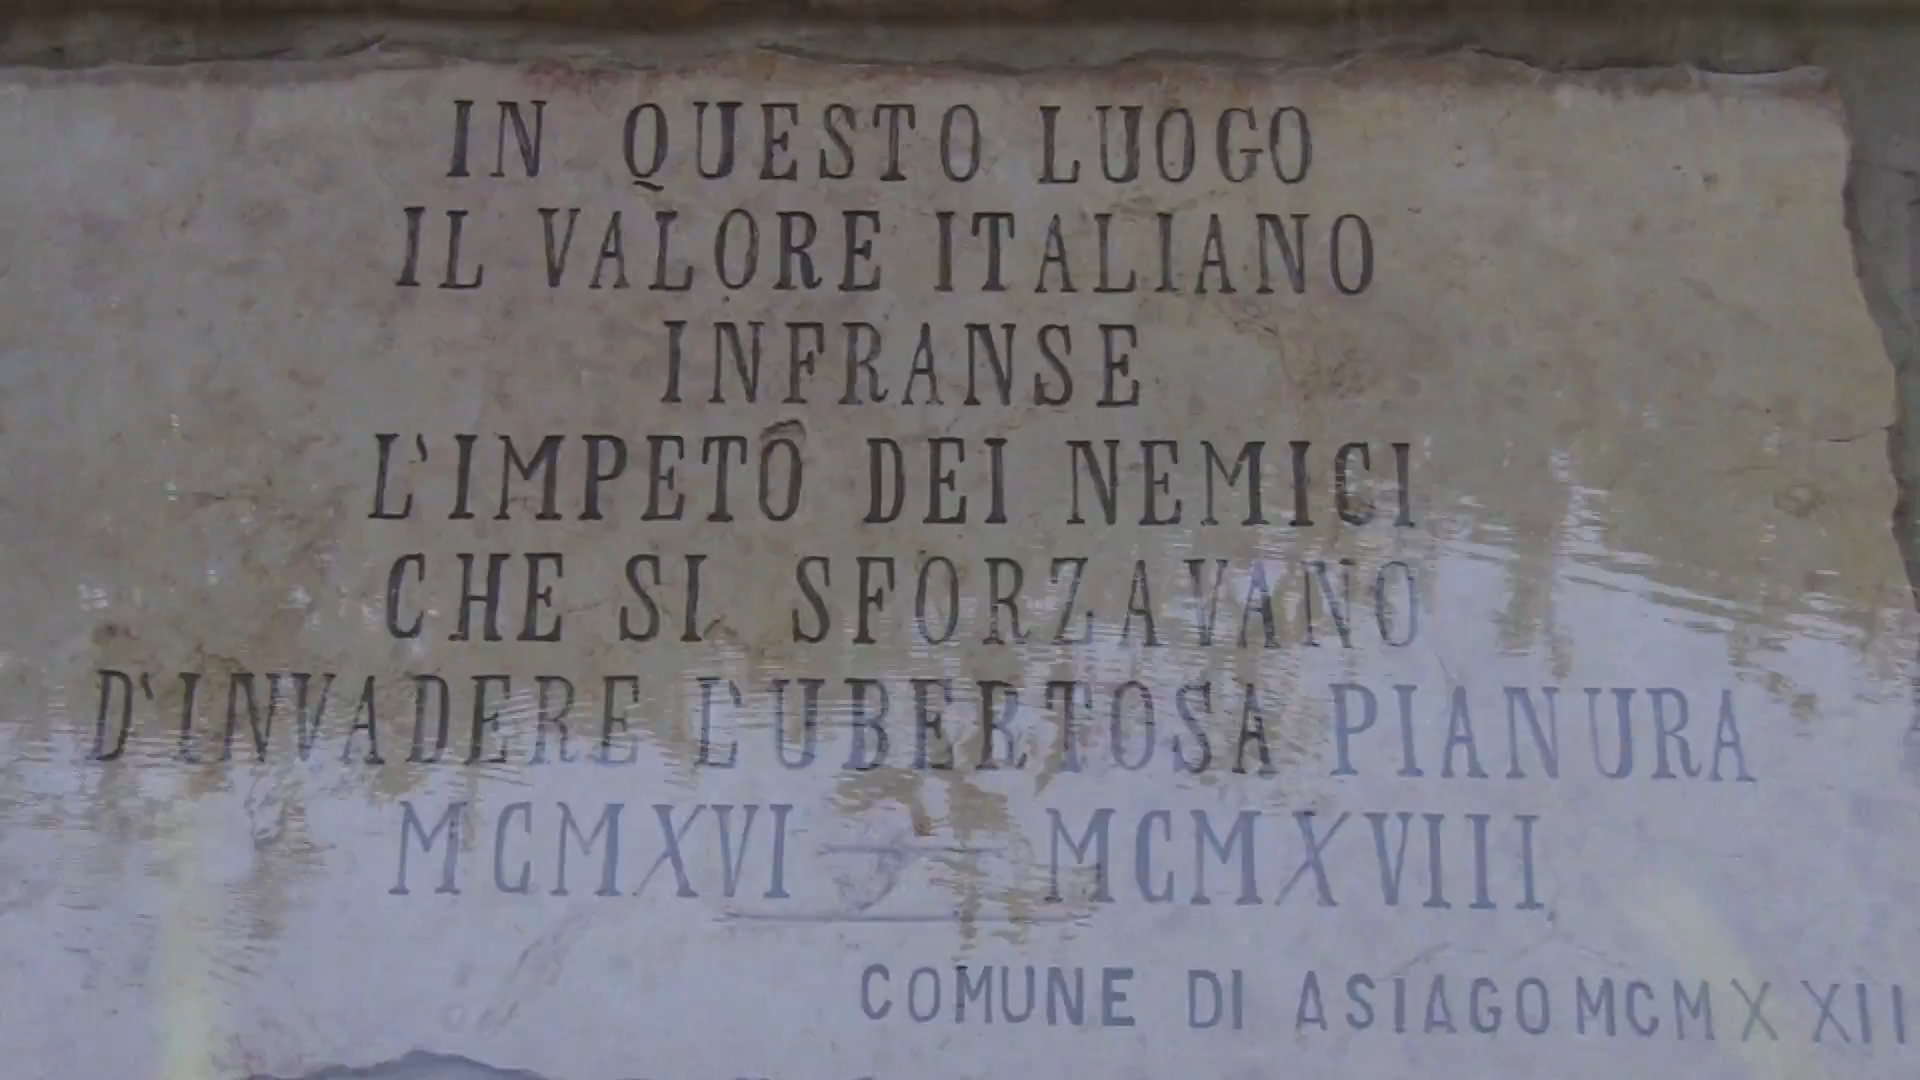 IN QUESTO LUOGO
IL VALORE ITALIANO
INFRANSE
L'IMPETO DEI NEMICI
CHE SI SFORZAVANO
D'INVADERE L'UBERTOSA PIANURA
MCMXVI — MCMXVIII
COMUNE DI ASIAGO MCMXXII